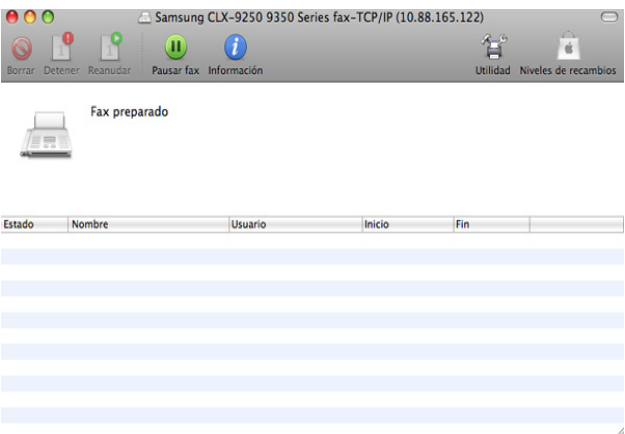 Samsung CLX-9250 9350 Series fax-TCP/IP (10.88.165.122)
Borrar Detener Reanudar Pausar fax Información Utilidad Niveles de recambios
Fax preparado
Estado Nombre Usuario Inicio Fin